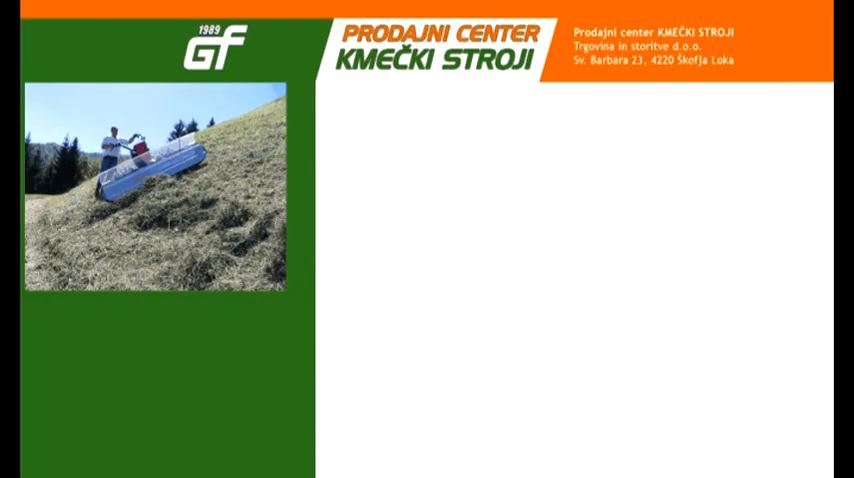 1989
GF
PRODAJNI CENTER
KMEČKI STROJI
Prodajni center KMEČKI STROJI
Trgovina in storitve d.o.o.
Sv. Barbara 23, 4220 Škofja Loka